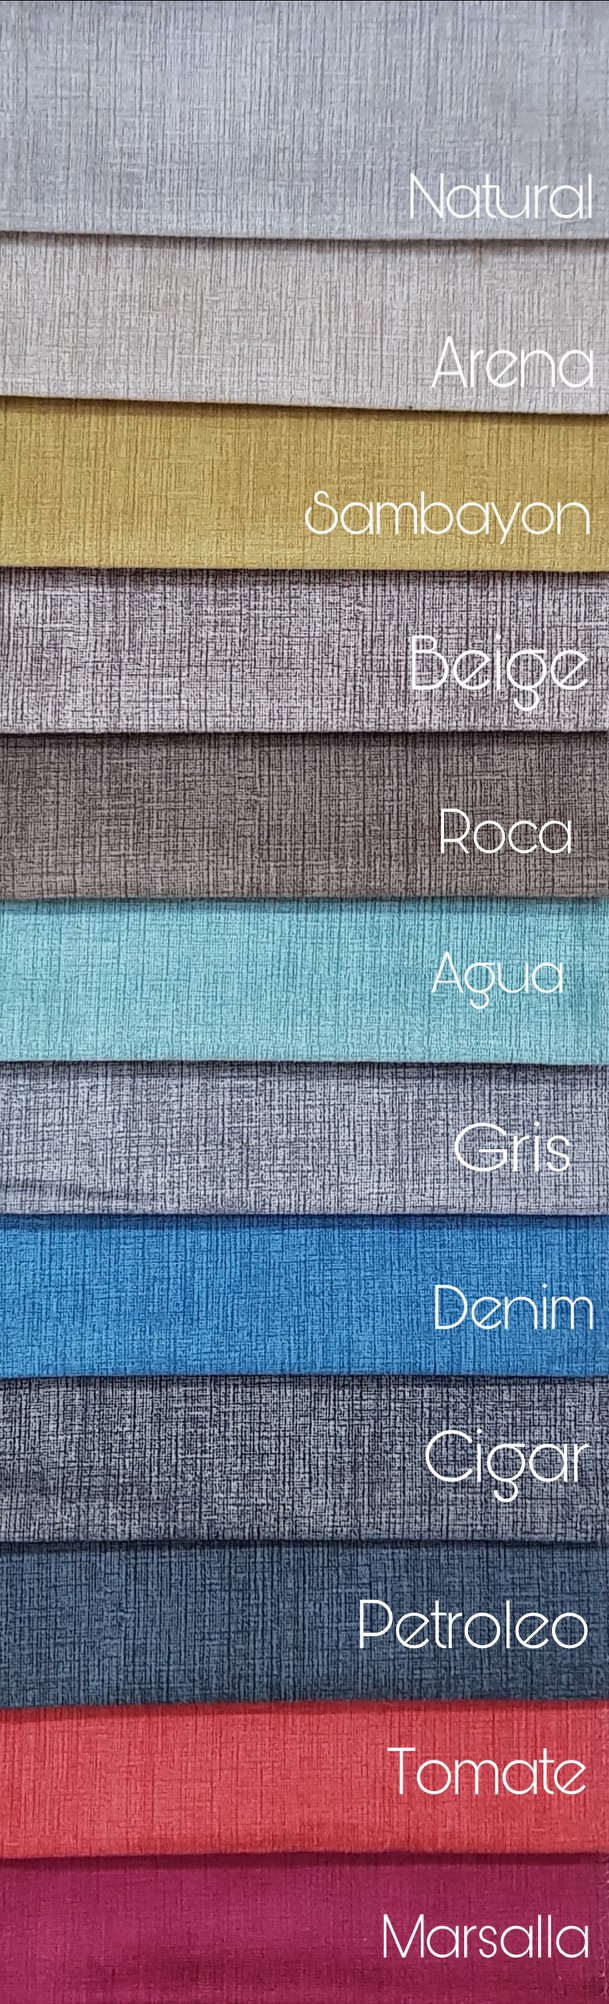 Natural
Arena
Sambayon
Beige
Roca
Agua
Gris
Denim
Cigar
Petroleo
Tomate
Marsalla